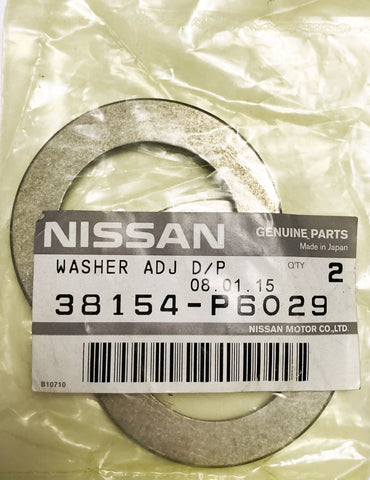 NISSAN
GENUINE PARTS
Made in Japan
WASHER ADJ D/P Q'TY 2
08.01.15
38154-P6029
NISSAN MOTOR CO.,LTD.
B10710